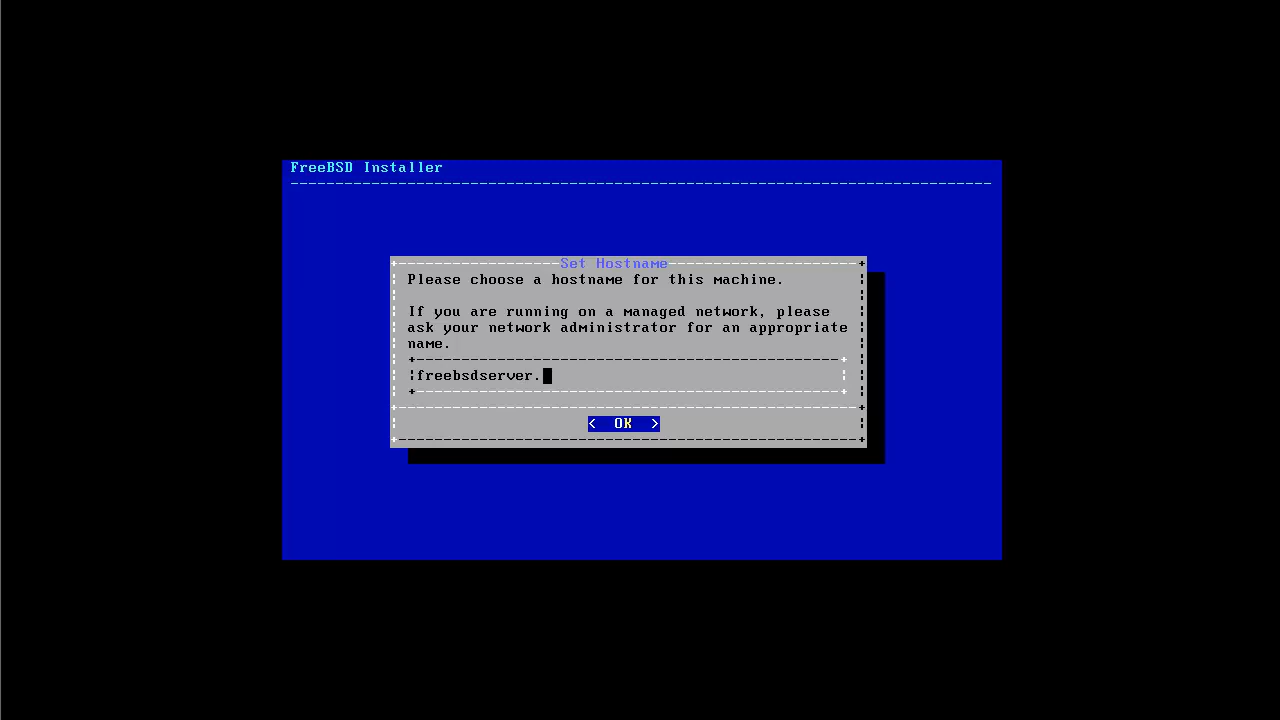 FreeBSD Installer
Set Hostname
Please choose a hostname for this machine.
If you are running on a managed network, please
ask your network administrator for an appropriate
name.
freebsdserver.
< OK >